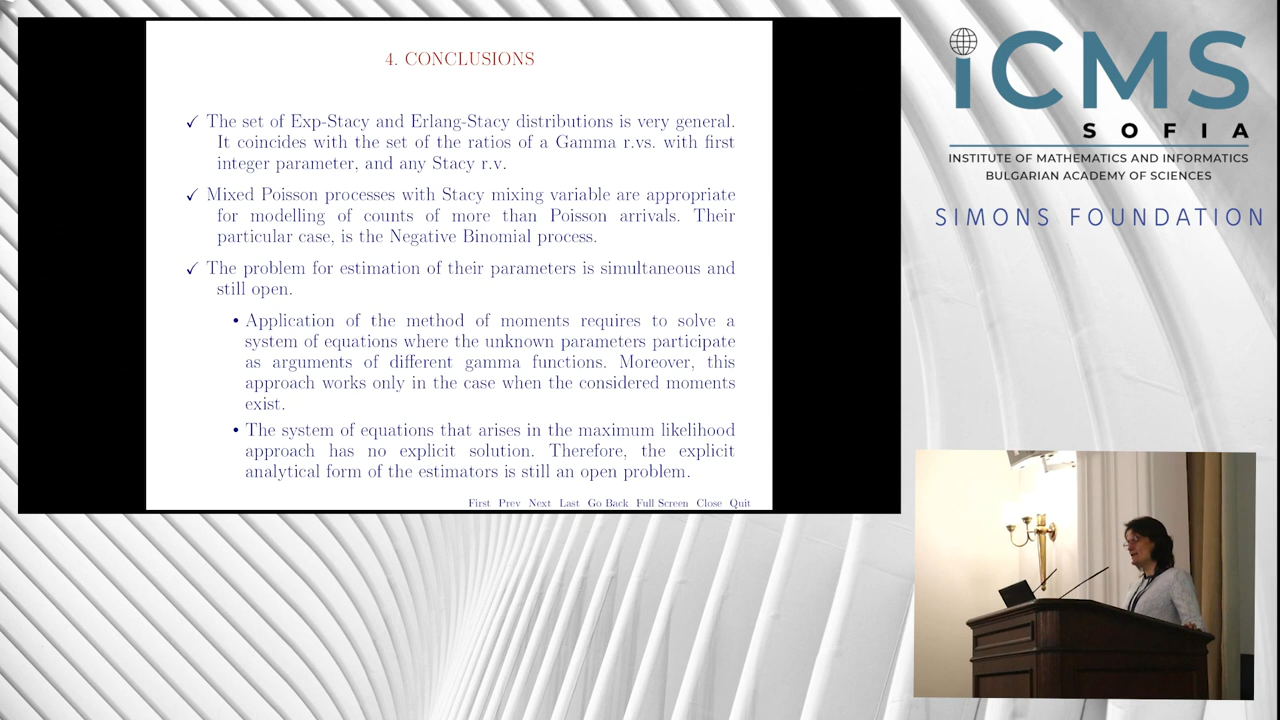 4. CONCLUSIONS
✓ The set of Exp-Stacy and Erlang-Stacy distributions is very general.
It coincides with the set of the ratios of a Gamma r.vs. with first
integer parameter, and any Stacy r.v.
✓ Mixed Poisson processes with Stacy mixing variable are appropriate
for modelling of counts of more than Poisson arrivals. Their
particular case, is the Negative Binomial process.
✓ The problem for estimation of their parameters is simultaneous and
still open.
• Application of the method of moments requires to solve a
system of equations where the unknown parameters participate
as arguments of different gamma functions. Moreover, this
approach works only in the case when the considered moments
exist.
• The system of equations that arises in the maximum likelihood
approach has no explicit solution. Therefore, the explicit
analytical form of the estimators is still an open problem.
First Prev Next Last Go Back Full Screen Close Quit
iCMS
SOFIA
INSTITUTE OF MATHEMATICS AND INFORMATICS
BULGARIAN ACADEMY OF SCIENCES
SIMONS FOUNDATION